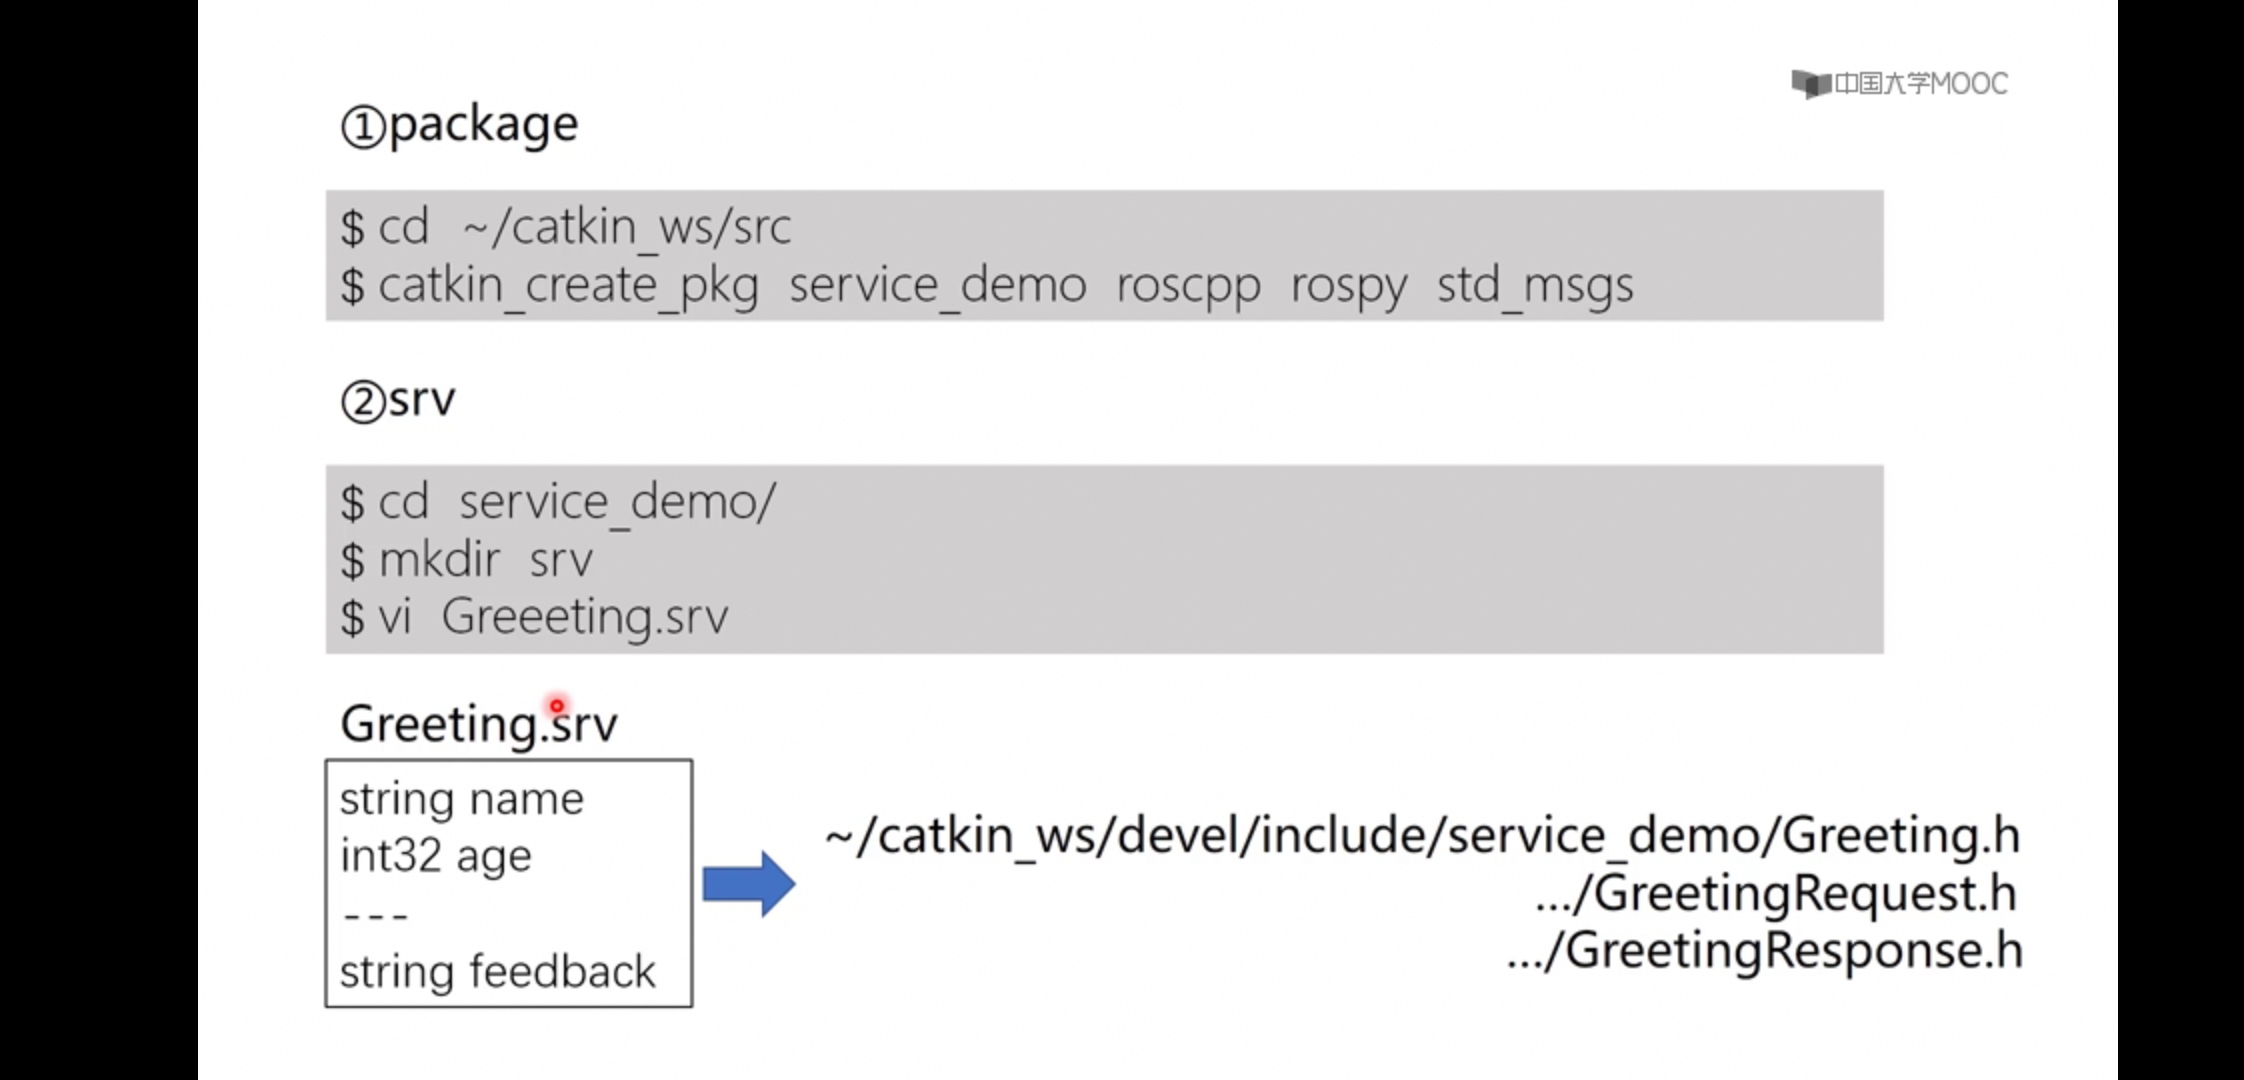 中国大学MOOC
①package
$ cd ~/catkin_ws/src
$ catkin_create_pkg service_demo roscpp rospy std_msgs
②srv
$ cd service_demo/
$ mkdir srv
$ vi Greeeting.srv
Greeting.srv
string name
int32 age
---
string feedback
~/catkin_ws/devel/include/service_demo/Greeting.h
.../GreetingRequest.h
.../GreetingResponse.h